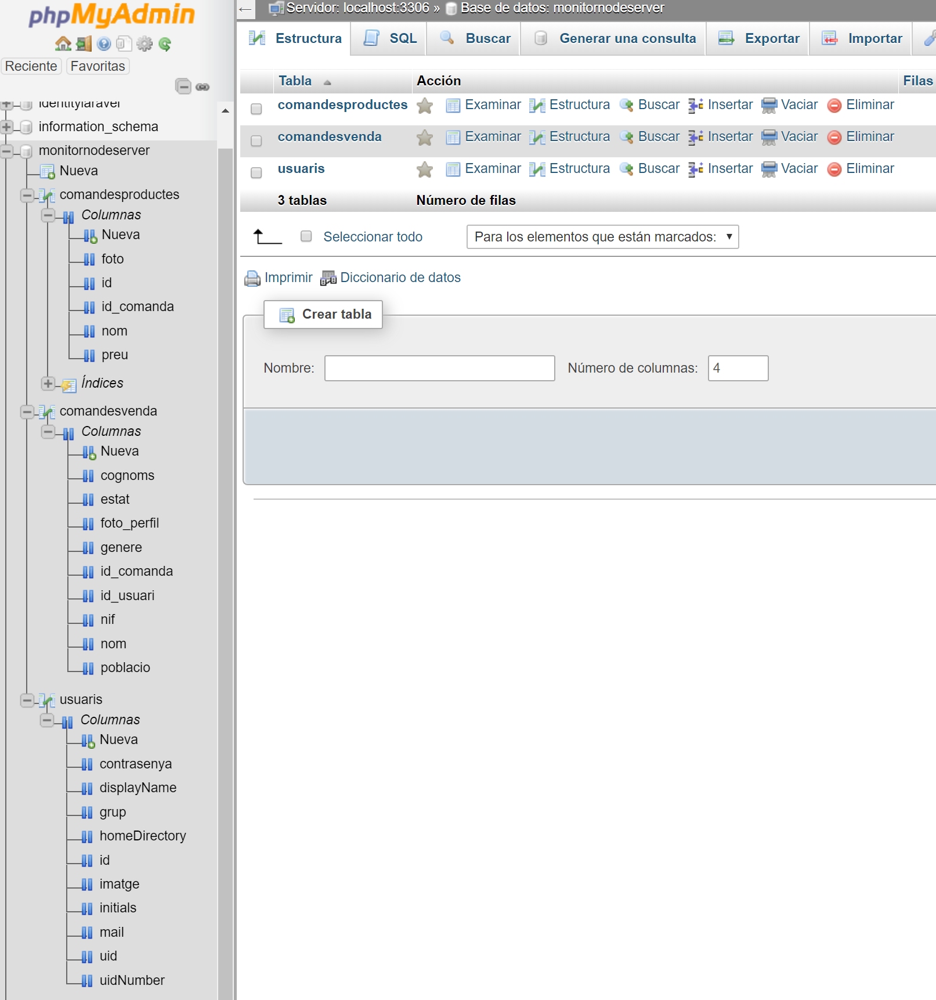 phpMyAdmin
Reciente Favoritas
identitylaravel
information_schema
monitornodeserver
Nueva
comandesproductes
Columnas
Nueva
foto
id
id_comanda
nom
preu
Índices
comandesvenda
Columnas
Nueva
cognoms
estat
foto_perfil
genere
id_comanda
id_usuari
nif
nom
poblacio
usuaris
Columnas
Nueva
contrasenya
displayName
grup
homeDirectory
id
imatge
initials
mail
uid
uidNumber
← Servidor: localhost:3306 » Base de datos: monitornodeserver
Estructura SQL Buscar Generar una consulta Exportar Importar
Tabla Acción Filas
comandesproductes Examinar Estructura Buscar Insertar Vaciar Eliminar
comandesvenda Examinar Estructura Buscar Insertar Vaciar Eliminar
usuaris Examinar Estructura Buscar Insertar Vaciar Eliminar
3 tablas Número de filas
Seleccionar todo Para los elementos que están marcados:
Imprimir Diccionario de datos
Crear tabla
Nombre: Número de columnas: 4